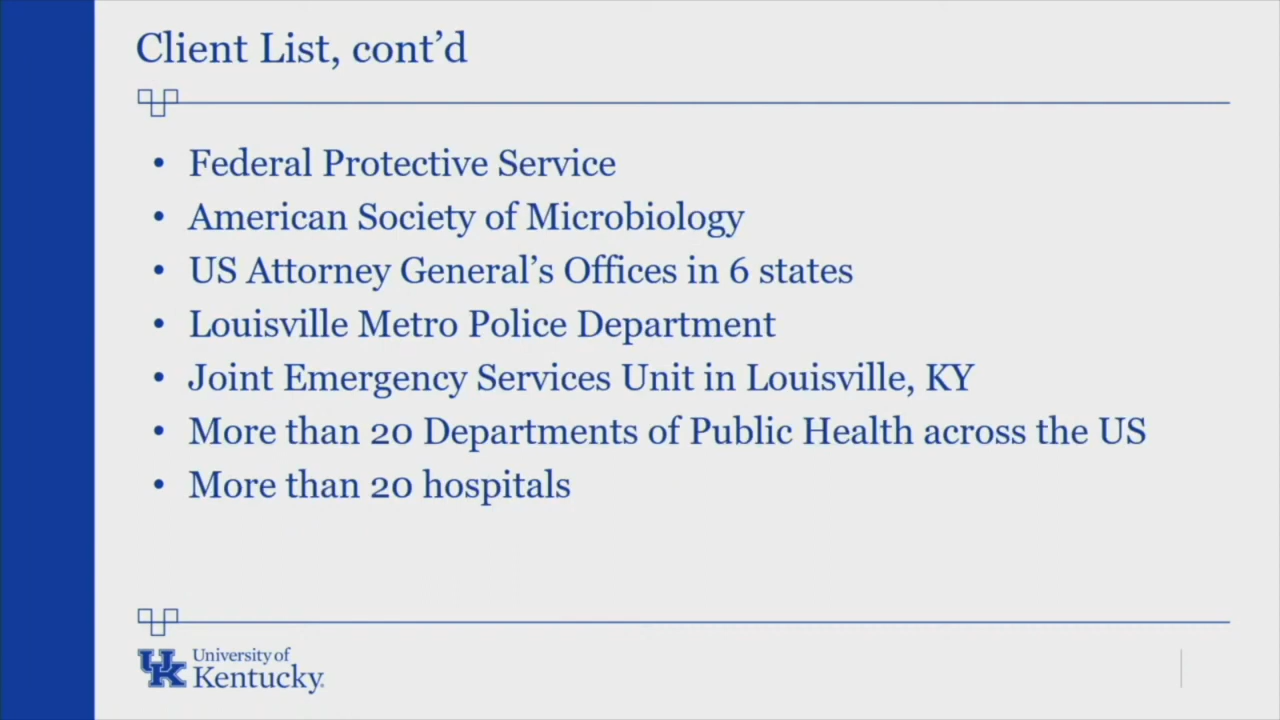 Client List, cont’d
• Federal Protective Service
• American Society of Microbiology
• US Attorney General’s Offices in 6 states
• Louisville Metro Police Department
• Joint Emergency Services Unit in Louisville, KY
• More than 20 Departments of Public Health across the US
• More than 20 hospitals
UK University of
Kentucky.